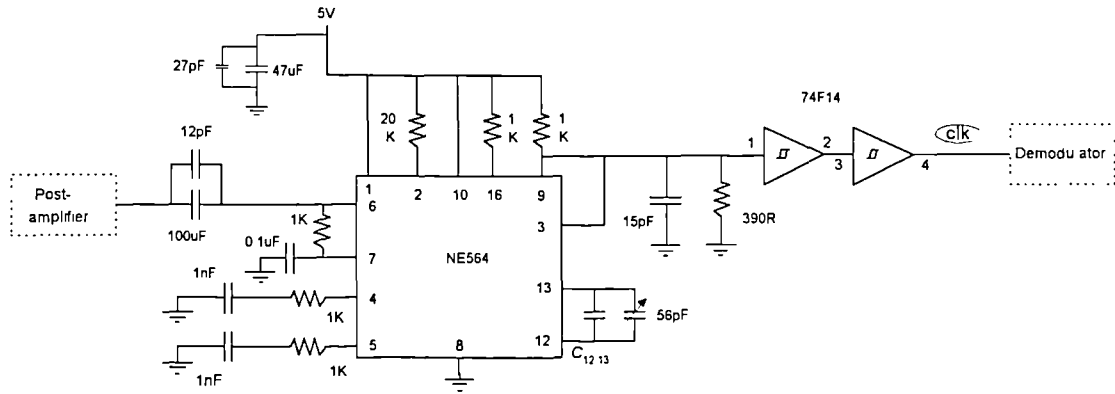 5V
27pF
47uF
74F14
12pF
20
K
1
K
1
K
clk
1
2
3
4
Demodu ator
Post-
amplifier
1
2
10
16
9
6
1K
3
15pF
390R
100uF
0 1uF
7
NE564
1nF
13
4
1K
56pF
12
8
5
C12 13
1nF
1K